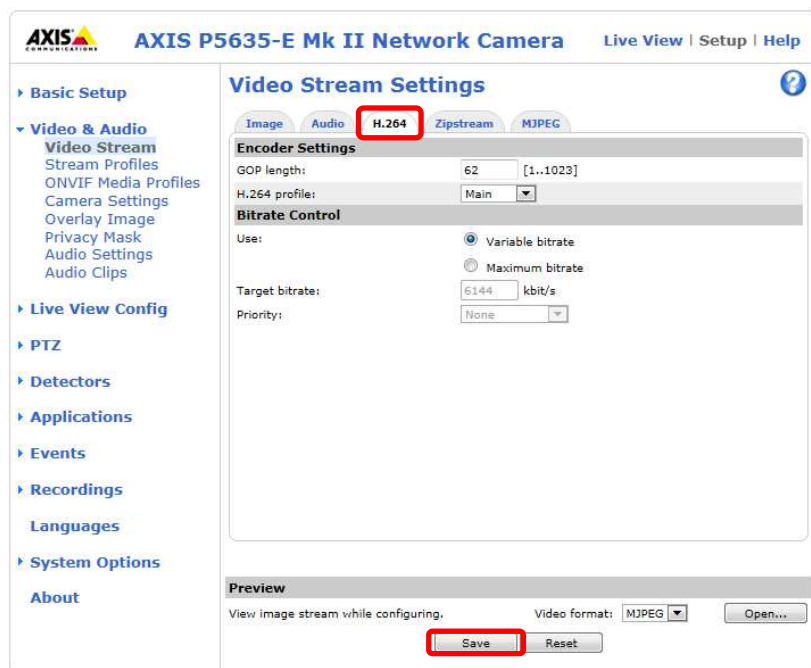 AXIS
COMMUNICATIONS
AXIS P5635-E Mk II Network Camera
Live View | Setup | Help
Basic Setup
Video & Audio
Video Stream
Stream Profiles
ONVIF Media Profiles
Camera Settings
Overlay Image
Privacy Mask
Audio Settings
Audio Clips
Live View Config
PTZ
Detectors
Applications
Events
Recordings
Languages
System Options
About
Video Stream Settings
?
Image Audio H.264 Zipstream MJPEG
Encoder Settings
GOP length: 62 [1..1023]
H.264 profile: Main
Bitrate Control
Use: Variable bitrate
Maximum bitrate
Target bitrate: 6144 kbit/s
Priority: None
Preview
View image stream while configuring. Video format: MJPEG Open...
Save Reset